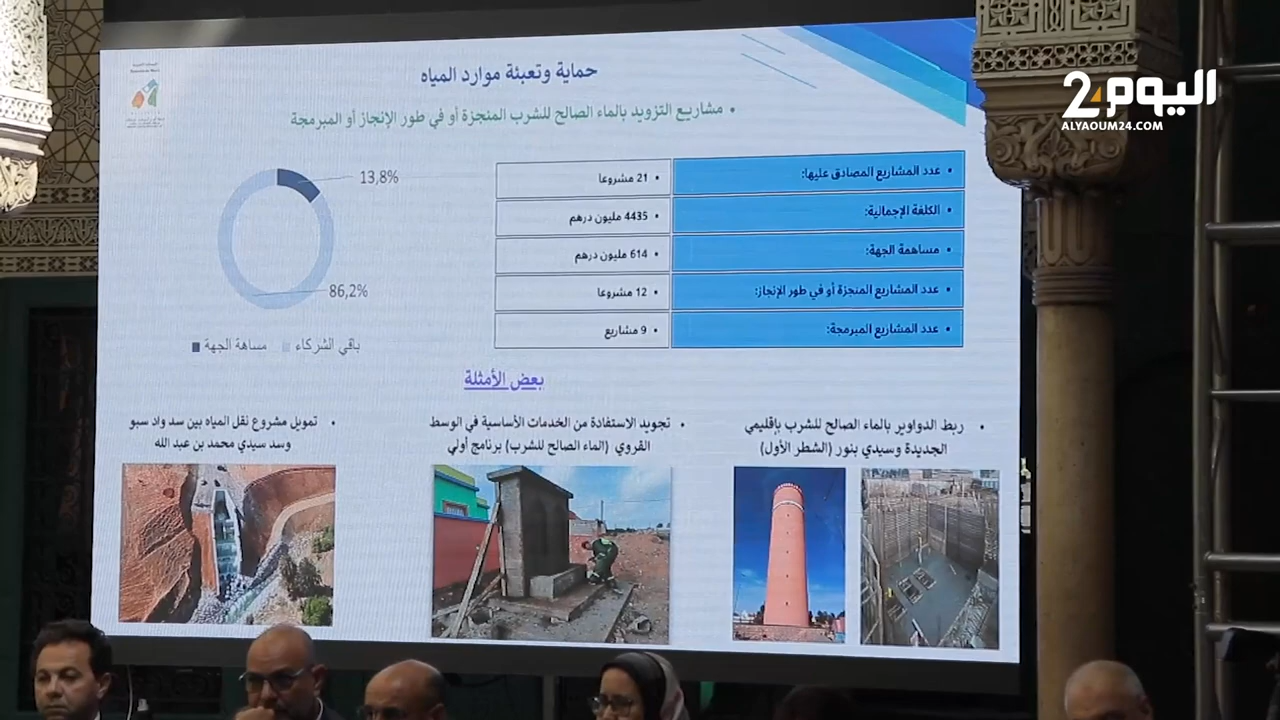 اليوم24
ALYAOUM24.COM
حماية وتعبئة موارد المياه
• مشاريع التزويد بالماء الصالح للشرب المنجزة أو في طور الإنجاز أو المبرمجة
• عدد المشاريع المصادق عليها:
• 21 مشروعا
• الكلفة الإجمالية:
• 4435 مليون درهم
• مساهمة الجهة:
• 614 مليون درهم
• عدد المشاريع المنجزة أو في طور الإنجاز:
• 12 مشروعا
• عدد المشاريع المبرمجة:
• 9 مشاريع
13,8%
86,2%
باقي الشركاء
مساهة الجهة
بعض الأمثلة
• ربط الدواوير بالماء الصالح للشرب بإقليمي
الجديدة وسيدي بنور (الشطر الأول)
• تجويد الاستفادة من الخدمات الأساسية في الوسط
القروي (الماء الصالح للشرب) برنامج أولي
• تمويل مشروع نقل المياه بين سد واد سبو
وسد سيدي محمد بن عبد الله